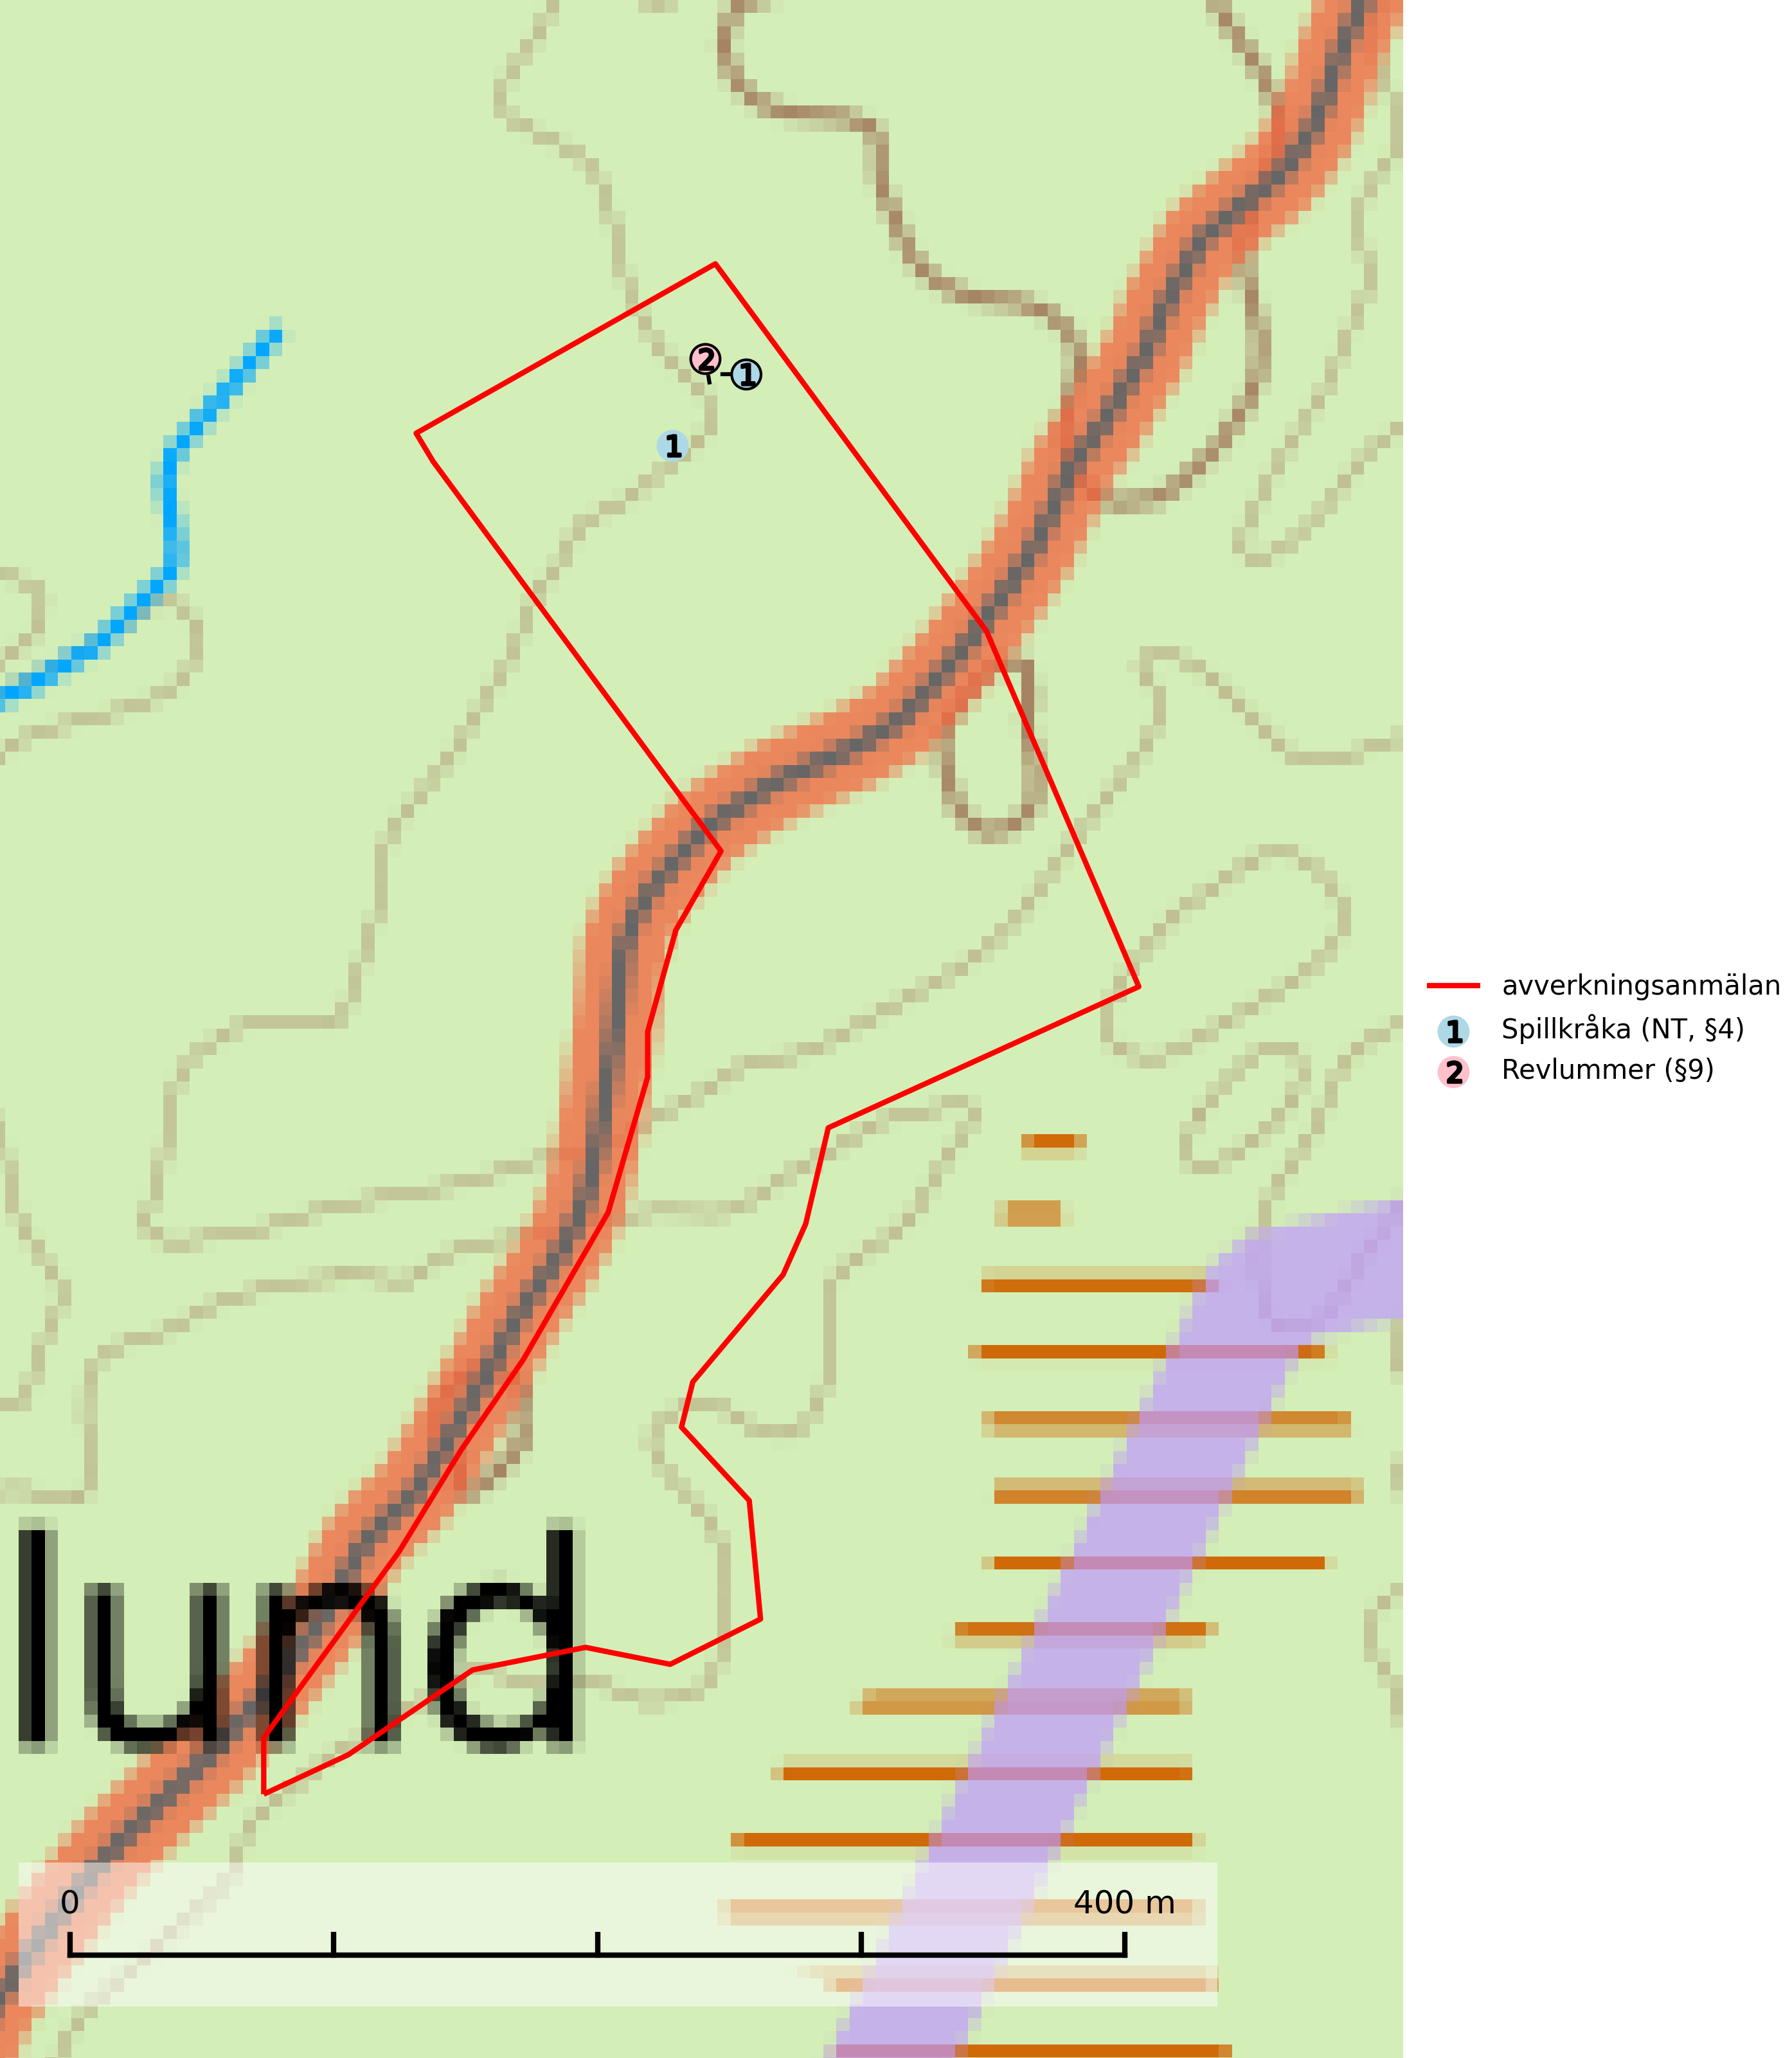 2
1
1
lund
0
400 m
avverkningsanmälan
1 Spillkråka (NT, §4)
2 Revlummer (§9)